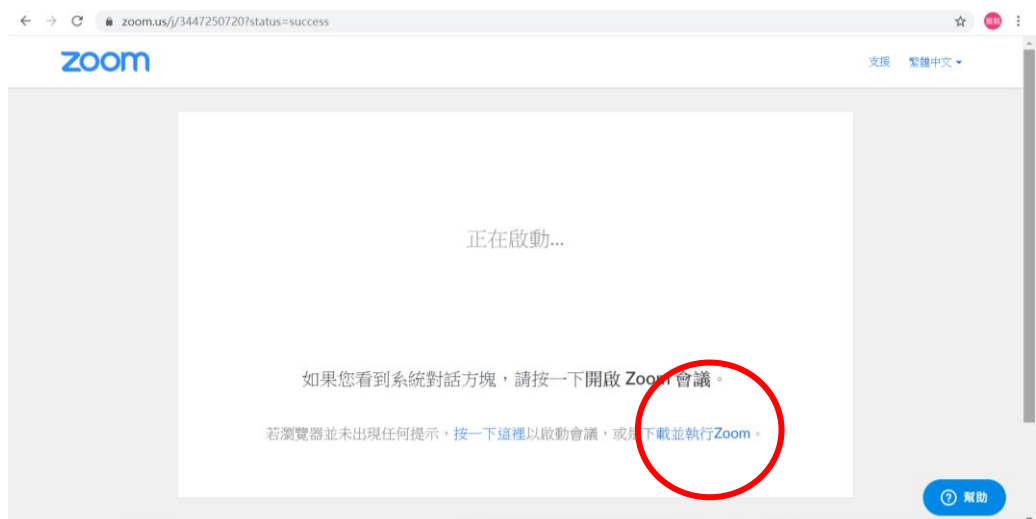 zoom.us/j/3447250720?status=success
zoom
支援 繁體中文
正在啟動...
如果您看到系統對話方塊，請按一下開啟 Zoom 會議。
若瀏覽器並未出現任何提示，按一下這裡以啟動會議，或是下載並執行Zoom。
幫助